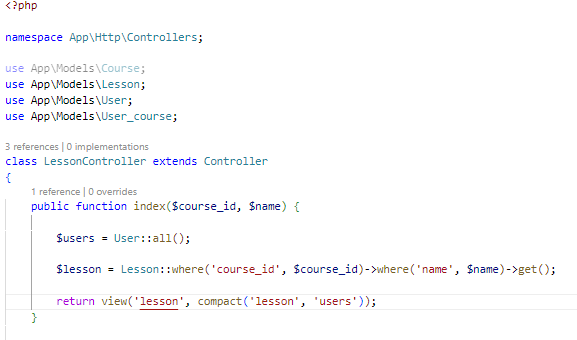 <?php
namespace App\Http\Controllers;
use App\Models\Course;
use App\Models\Lesson;
use App\Models\User;
use App\Models\User_course;
3 references | 0 implementations
class LessonController extends Controller
{
1 reference | 0 overrides
public function index($course_id, $name) {
$users = User::all();
$lesson = Lesson::where('course_id', $course_id)->where('name', $name)->get();
return view('lesson', compact('lesson', 'users'));
}